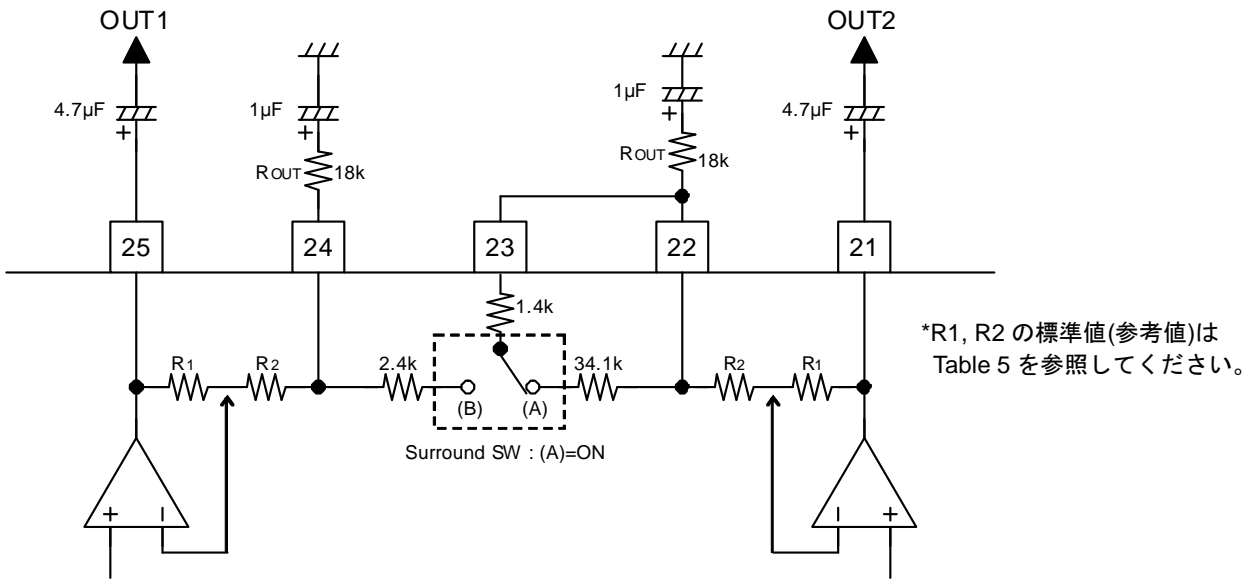 OUT1
OUT2
4.7µF
+
1µF
+
1µF
+
4.7µF
+
ROUT
18k
ROUT
18k
25
24
23
22
21
1.4k
R1
R2
2.4k
34.1k
R2
R1
(B)
(A)
Surround SW : (A)=ON
*R1, R2 の標準値(参考値)は
Table 5 を参照してください。
+
−
−
+